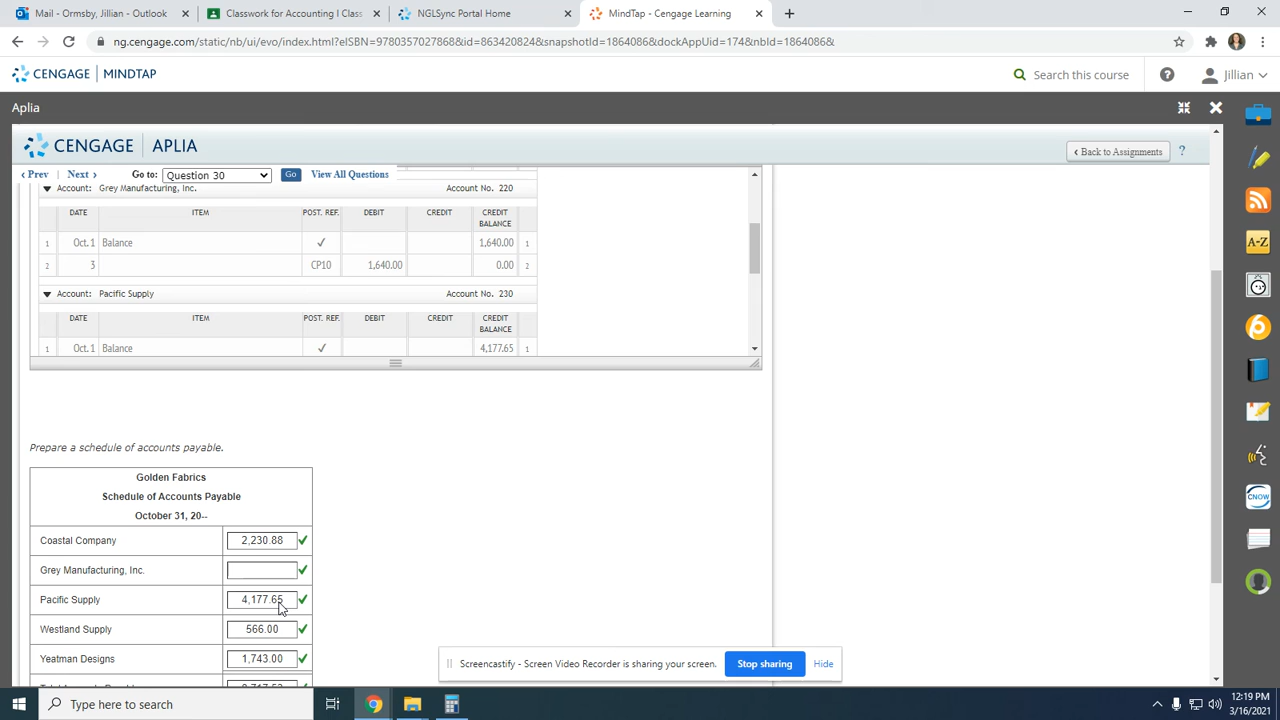 Mail - Ormsby, Jillian - Outlook
Classwork for Accounting I Class
NGLSync Portal Home
MindTap - Cengage Learning
ng.cengage.com/static/nb/ui/evo/index.html?eISBN=9780357027868&id=863420824&snapshotId=1864086&dockAppUid=174&nbId=1864086&
CENGAGE MINDTAP
Search this course
Jillian
Aplia
CENGAGE APLIA
Back to Assignments ?
Prev Next Go to: Question 30 Go View All Questions
Account: Grey Manufacturing, Inc. Account No. 220
DATE ITEM POST. REF. DEBIT CREDIT CREDIT BALANCE
1 Oct. 1 Balance ✓ 1,640.00 1
2 3 CP10 1,640.00 0.00 2
Account: Pacific Supply Account No. 230
DATE ITEM POST. REF. DEBIT CREDIT CREDIT BALANCE
1 Oct. 1 Balance ✓ 4,177.65 1
Prepare a schedule of accounts payable.
Golden Fabrics
Schedule of Accounts Payable
October 31, 20--
Coastal Company 2,230.88
Grey Manufacturing, Inc.
Pacific Supply 4,177.65
Westland Supply 566.00
Yeatman Designs 1,743.00
A-Z
CNOW
Screencastify - Screen Video Recorder is sharing your screen. Stop sharing Hide
Type here to search
12:19 PM
3/16/2021